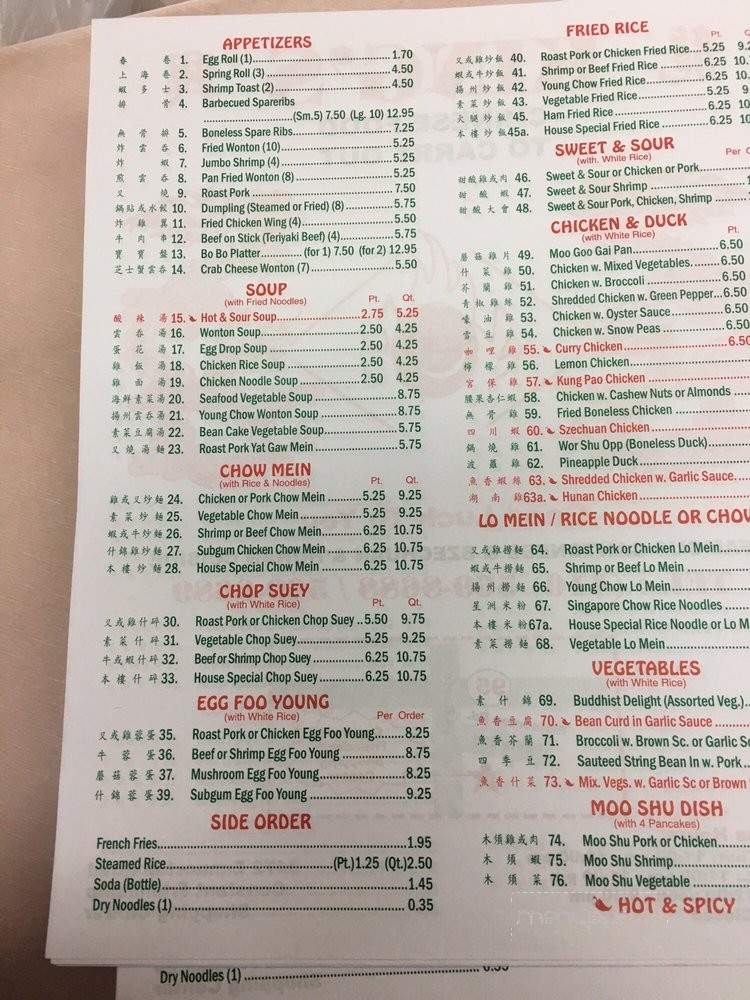 APPETIZERS
春 卷 1. Egg Roll (1) 1.70
上 海 卷 2. Spring Roll (3) 4.50
蝦 多 士 3. Shrimp Toast (2) 4.50
排 骨 4. Barbecued Spareribs
(Sm.5) 7.50 (Lg. 10) 12.95
無 骨 排 5. Boneless Spare Ribs 7.25
炸 雲 吞 6. Fried Wonton (10) 5.25
炸 蝦 7. Jumbo Shrimp (4) 5.25
煎 雲 吞 8. Pan Fried Wonton (8) 5.25
叉 燒 9. Roast Pork 7.50
鍋貼或水餃 10. Dumpling (Steamed or Fried) (8) 5.75
炸 雞 翼 11. Fried Chicken Wing (4) 5.50
牛 肉 串 12. Beef on Stick (Teriyaki Beef) (4) 5.75
寶 寶 盤 13. Bo Bo Platter (for 1) 7.50 (for 2) 12.95
芝士蟹雲吞 14. Crab Cheese Wonton (7) 5.50
SOUP
(with Fried Noodles) Pt. Qt.
酸 辣 湯 15. Hot & Sour Soup 2.75 5.25
雲 吞 湯 16. Wonton Soup 2.50 4.25
蛋 花 湯 17. Egg Drop Soup 2.50 4.25
雞 飯 湯 18. Chicken Rice Soup 2.50 4.25
雞 面 湯 19. Chicken Noodle Soup 2.50 4.25
海鮮素菜湯 20. Seafood Vegetable Soup 8.75
揚州雲吞湯 21. Young Chow Wonton Soup 8.75
素菜豆腐湯 22. Bean Cake Vegetable Soup 5.75
叉 燒 湯 麵 23. Roast Pork Yat Gaw Mein 5.75
CHOW MEIN
(with Rice & Noodles) Pt. Qt.
雞或叉炒麵 24. Chicken or Pork Chow Mein 5.25 9.25
素 菜 炒 麵 25. Vegetable Chow Mein 5.25 9.25
蝦或牛炒麵 26. Shrimp or Beef Chow Mein 6.25 10.75
什錦雞炒麵 27. Subgum Chicken Chow Mein 6.25 10.75
本 樓 炒 麵 28. House Special Chow Mein 6.25 10.75
CHOP SUEY
(with White Rice) Pt. Qt.
叉或雞什碎 30. Roast Pork or Chicken Chop Suey 5.50 9.75
素 菜 什 碎 31. Vegetable Chop Suey 5.25 9.25
牛或蝦什碎 32. Beef or Shrimp Chop Suey 6.25 10.75
本 樓 什 碎 33. House Special Chop Suey 6.25 10.75
EGG FOO YOUNG
(with White Rice) Per Order
叉或雞蓉蛋 35. Roast Pork or Chicken Egg Foo Young 8.25
牛 蓉 蛋 36. Beef or Shrimp Egg Foo Young 8.75
蘑 菇 蓉 蛋 37. Mushroom Egg Foo Young 8.25
什 錦 蓉 蛋 39. Subgum Egg Foo Young 9.25
SIDE ORDER
French Fries 1.95
Steamed Rice (Pt.) 1.25 (Qt.) 2.50
Soda (Bottle) 1.45
Dry Noodles (1) 0.35
Dry Noodles (1) 0.35
FRIED RICE
Pt.
叉或雞炒飯 40. Roast Pork or Chicken Fried Rice 5.25
蝦或牛炒飯 41. Shrimp or Beef Fried Rice 6.25
揚 州 炒 飯 42. Young Chow Fried Rice 6.25
素 菜 炒 飯 43. Vegetable Fried Rice 5.25
火 腿 炒 飯 45. Ham Fried Rice 6.25
本 樓 炒 飯 45a. House Special Fried Rice 6.25
SWEET & SOUR
(with White Rice) Per
甜酸雞或肉 46. Sweet & Sour or Chicken or Pork
甜 酸 蝦 47. Sweet & Sour Shrimp
甜 酸 大 會 48. Sweet & Sour Pork, Chicken, Shrimp
CHICKEN & DUCK
(with White Rice) Pt.
蘑 菇 雞 片 49. Moo Goo Gai Pan 6.50
什 菜 雞 50. Chicken w. Mixed Vegetables 6.50
芥 蘭 雞 51. Chicken w. Broccoli 6.50
青 椒 雞 絲 52. Shredded Chicken w. Green Pepper 6.50
蠔 油 雞 53. Chicken w. Oyster Sauce 6.50
雪 豆 雞 54. Chicken w. Snow Peas 6.50
咖 哩 雞 55. Curry Chicken 6.50
檸 檬 雞 56. Lemon Chicken
宮 保 雞 57. Kung Pao Chicken
腰果杏仁蝦 58. Chicken w. Cashew Nuts or Almonds
無 骨 雞 59. Fried Boneless Chicken
四 川 蝦 60. Szechuan Chicken
鍋 燒 雞 61. Wor Shu Opp (Boneless Duck)
波 蘿 雞 62. Pineapple Duck
魚 香 蝦 絲 63. Shredded Chicken w. Garlic Sauce
湖 南 雞 63a. Hunan Chicken
LO MEIN / RICE NOODLE OR CHOW
叉或雞撈麵 64. Roast Pork or Chicken Lo Mein
蝦或牛撈麵 65. Shrimp or Beef Lo Mein
揚 州 撈 麵 66. Young Chow Lo Mein
星 洲 米 粉 67. Singapore Chow Rice Noodles
本 樓 米 粉 67a. House Special Rice Noodle or Lo M
素 菜 撈 麵 68. Vegetable Lo Mein
VEGETABLES
(with White Rice)
素 什 錦 69. Buddhist Delight (Assorted Veg.)
魚 香 豆 腐 70. Bean Curd in Garlic Sauce
魚 香 芥 蘭 71. Broccoli w. Brown Sc. or Garlic S
四 季 豆 72. Sauteed String Bean In w. Pork
魚 香 什 菜 73. Mix. Vegs. w. Garlic Sc or Brown
MOO SHU DISH
(with 4 Pancakes)
木須雞或肉 74. Moo Shu Pork or Chicken
木 須 蝦 75. Moo Shu Shrimp
木 須 菜 76. Moo Shu Vegetable
HOT & SPICY